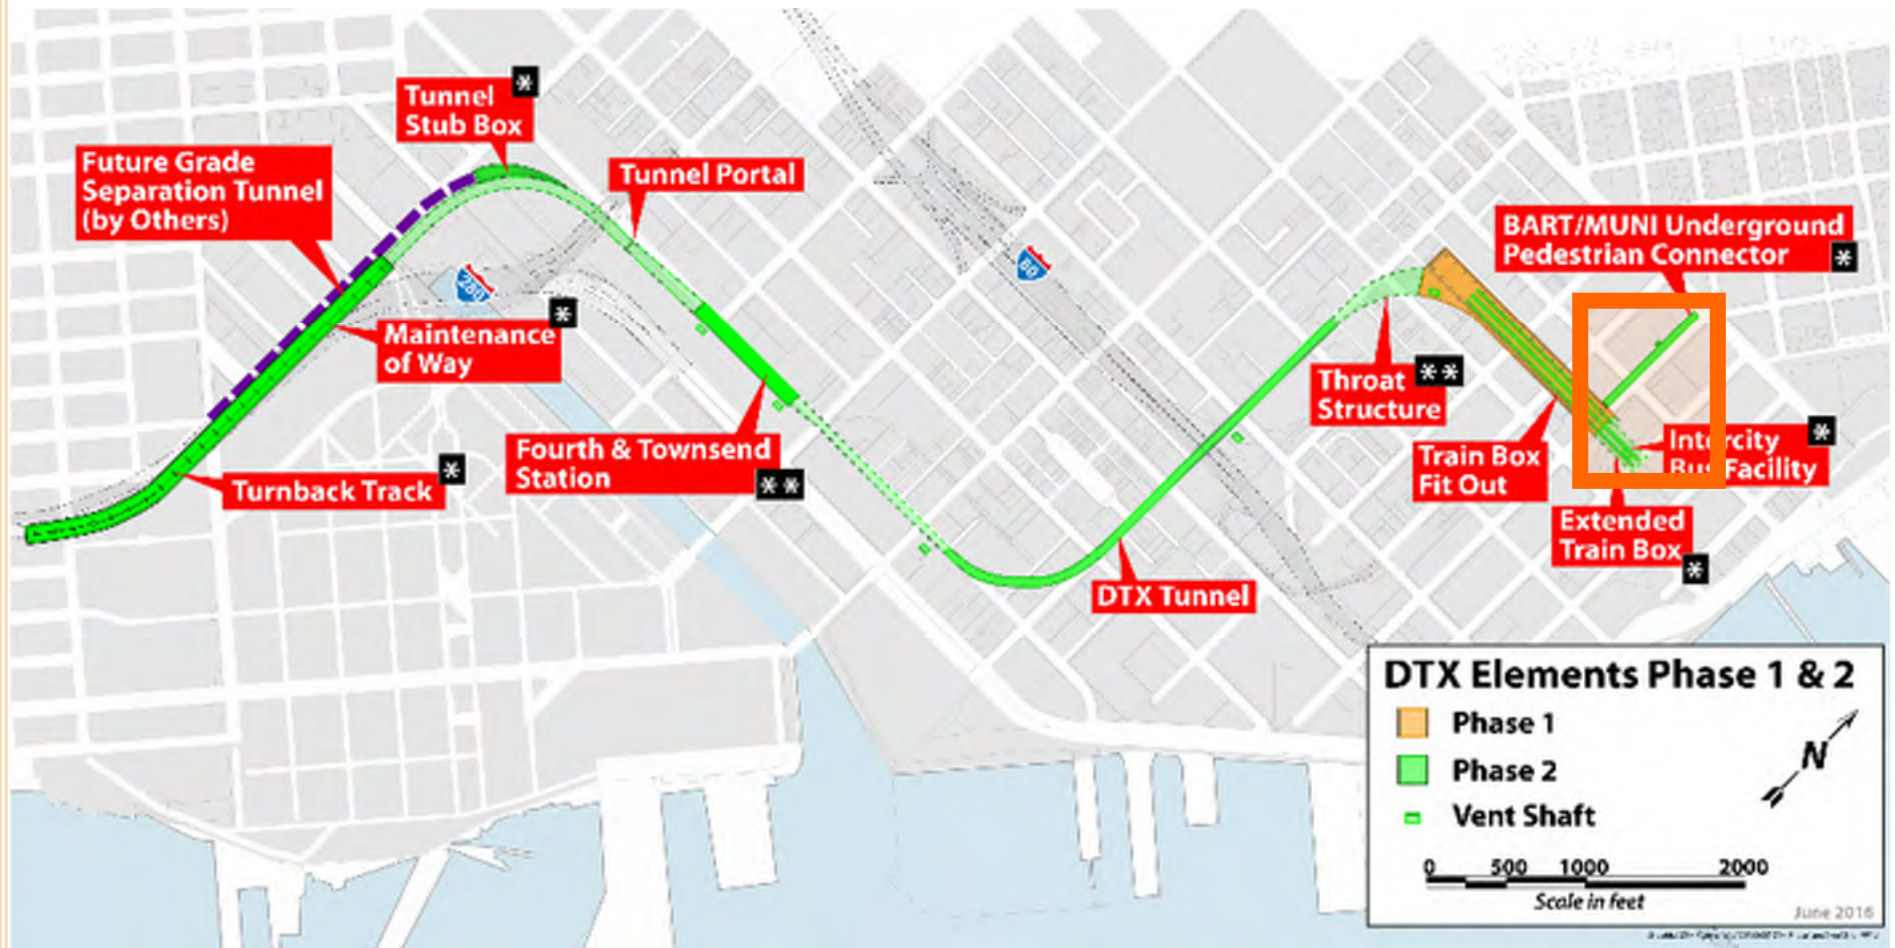 Tunnel
Stub Box
*
Future Grade
Separation Tunnel
(by Others)
Tunnel Portal
BART/MUNI Underground
Pedestrian Connector
*
280
80
Maintenance
of Way
*
Throat
Structure
**
Fourth & Townsend
Station
**
Train Box
Fit Out
Intercity
Bus Facility
*
Turnback Track
*
Extended
Train Box
*
DTX Tunnel
DTX Elements Phase 1 & 2
Phase 1
Phase 2
Vent Shaft
N
0 500 1000 2000
Scale in feet
June 2016